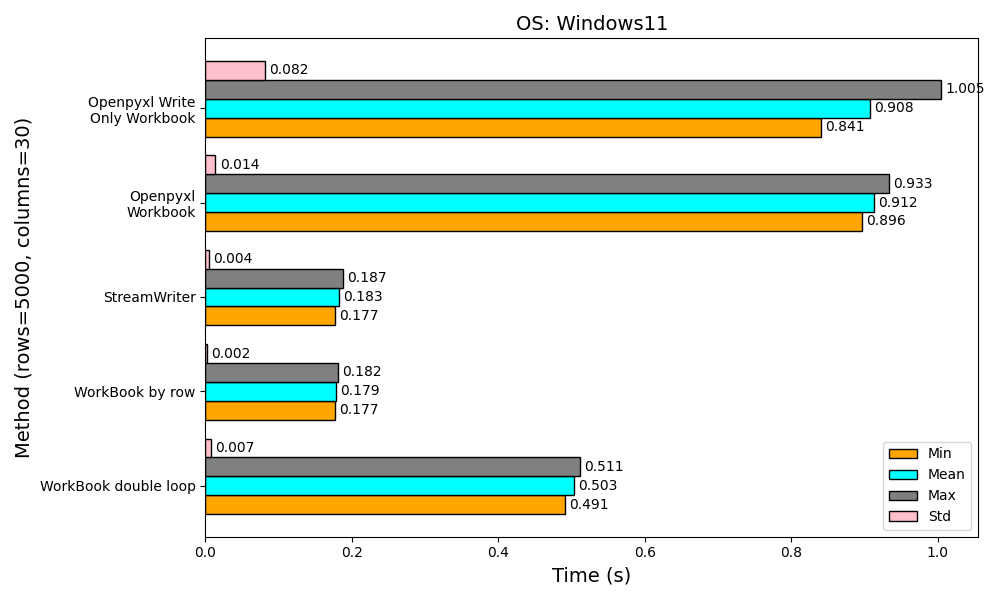 OS: Windows11
Method (rows=5000, columns=30)
Openpyxl Write
Only Workbook
0.082
1.005
0.908
0.841
Openpyxl
Workbook
0.014
0.933
0.912
0.896
StreamWriter
0.004
0.187
0.183
0.177
WorkBook by row
0.002
0.182
0.179
0.177
WorkBook double loop
0.007
0.511
0.503
0.491
Min
Mean
Max
Std
0.0 0.2 0.4 0.6 0.8 1.0
Time (s)